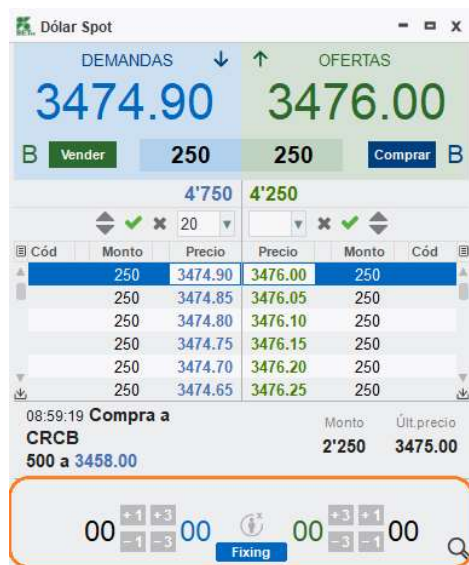 Dólar Spot
DEMANDAS OFERTAS
3474.90 3476.00
B Vender 250 250 Comprar B
4'750 4'250
20
Cód Monto Precio Precio Monto Cód
250 3474.90 3476.00 250
250 3474.85 3476.05 250
250 3474.80 3476.10 250
250 3474.75 3476.15 250
250 3474.70 3476.20 250
250 3474.65 3476.25 250
08:59:19 Compra a
CRCB
500 a 3458.00
Monto Últ.precio
2'250 3475.00
+1 +3 x +3 +1
00 00 00 00
-1 -3 -3 -1
Fixing